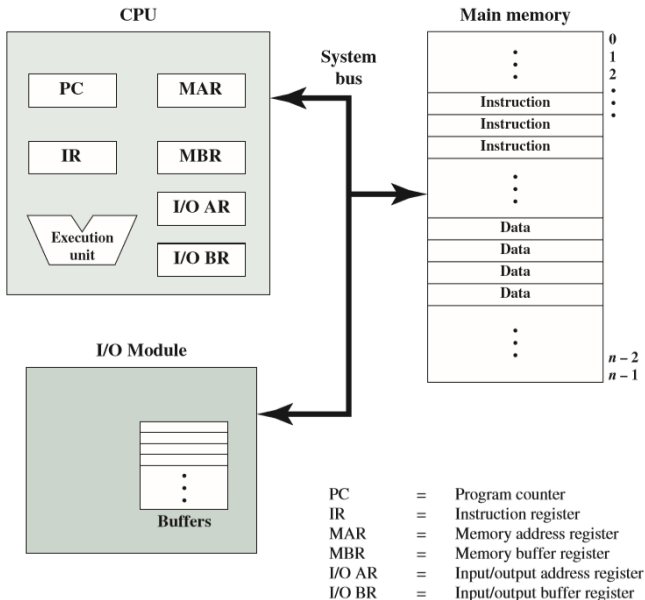 CPU
Main memory
System
bus
PC
MAR
IR
MBR
I/O AR
I/O BR
Execution
unit
0
1
2
Instruction
Instruction
Instruction
Data
Data
Data
Data
n – 2
n – 1
I/O Module
Buffers
PC = Program counter
IR = Instruction register
MAR = Memory address register
MBR = Memory buffer register
I/O AR = Input/output address register
I/O BR = Input/output buffer register